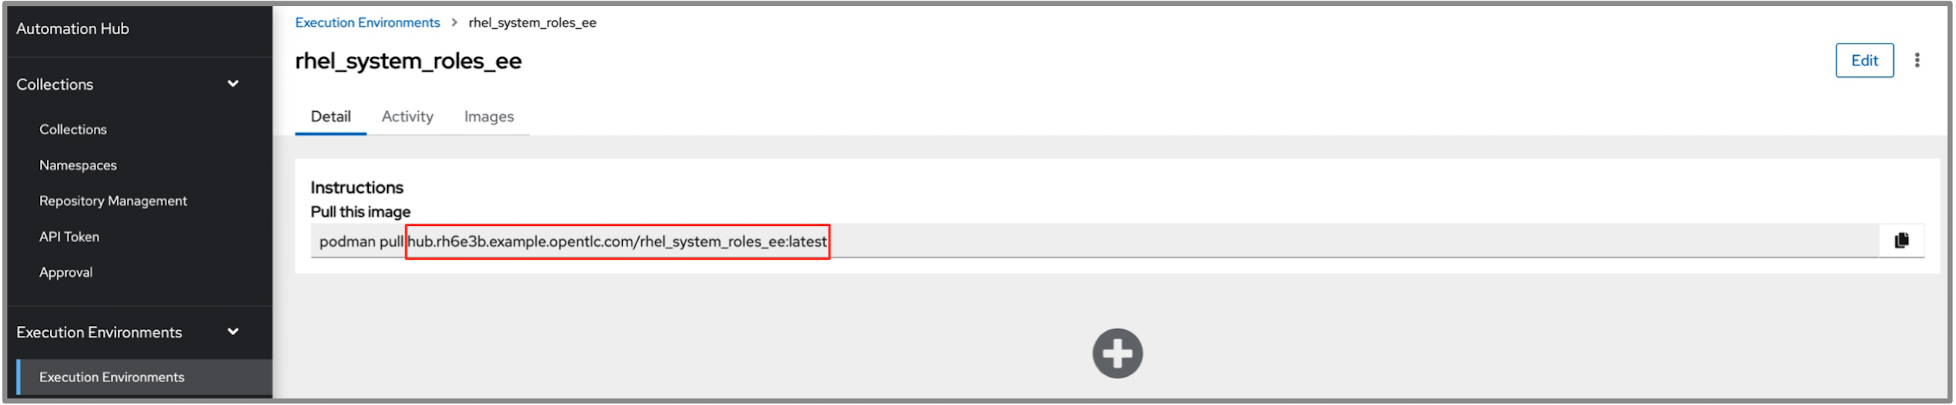 Automation Hub
Collections
Collections
Namespaces
Repository Management
API Token
Approval
Execution Environments
Execution Environments
Execution Environments > rhel_system_roles_ee
rhel_system_roles_ee
Edit
Detail Activity Images
Instructions
Pull this image
podman pull hub.rh6e3b.example.opentlc.com/rhel_system_roles_ee:latest